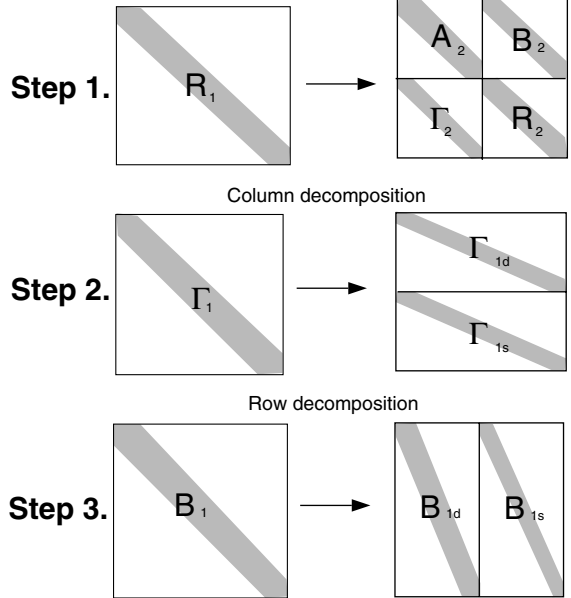 A₂ B₂
Step 1. R₁
Γ₂ R₂
Column decomposition
Γ₁d
Step 2. Γ₁
Γ₁s
Row decomposition
Step 3. B₁ B₁d B₁s